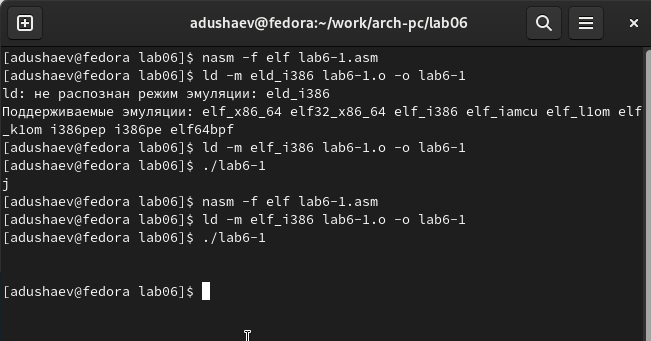 adushaev@fedora:~/work/arch-pc/lab06
[adushaev@fedora lab06]$ nasm -f elf lab6-1.asm
[adushaev@fedora lab06]$ ld -m eld_i386 lab6-1.o -o lab6-1
ld: не распознан режим эмуляции: eld_i386
Поддерживаемые эмуляции: elf_x86_64 elf32_x86_64 elf_i386 elf_iamcu elf_l1om elf
_k1om i386pep i386pe elf64bpf
[adushaev@fedora lab06]$ ld -m elf_i386 lab6-1.o -o lab6-1
[adushaev@fedora lab06]$ ./lab6-1
j
[adushaev@fedora lab06]$ nasm -f elf lab6-1.asm
[adushaev@fedora lab06]$ ld -m elf_i386 lab6-1.o -o lab6-1
[adushaev@fedora lab06]$ ./lab6-1
[adushaev@fedora lab06]$